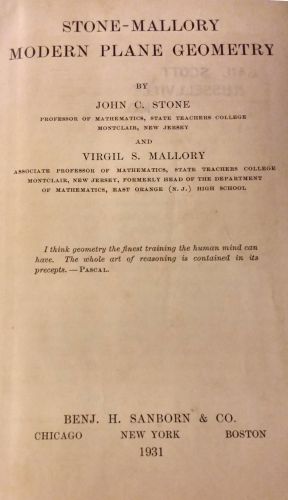 STONE-MALLORY
MODERN PLANE GEOMETRY
BY
JOHN C. STONE
PROFESSOR OF MATHEMATICS, STATE TEACHERS COLLEGE
MONTCLAIR, NEW JERSEY
AND
VIRGIL S. MALLORY
ASSOCIATE PROFESSOR OF MATHEMATICS, STATE TEACHERS COLLEGE
MONTCLAIR, NEW JERSEY, FORMERLY HEAD OF THE DEPARTMENT
OF MATHEMATICS, EAST ORANGE (N. J.) HIGH SCHOOL
I think geometry the finest training the human mind can
have. The whole art of reasoning is contained in its
precepts. — PASCAL.
BENJ. H. SANBORN & CO.
CHICAGO NEW YORK BOSTON
1931